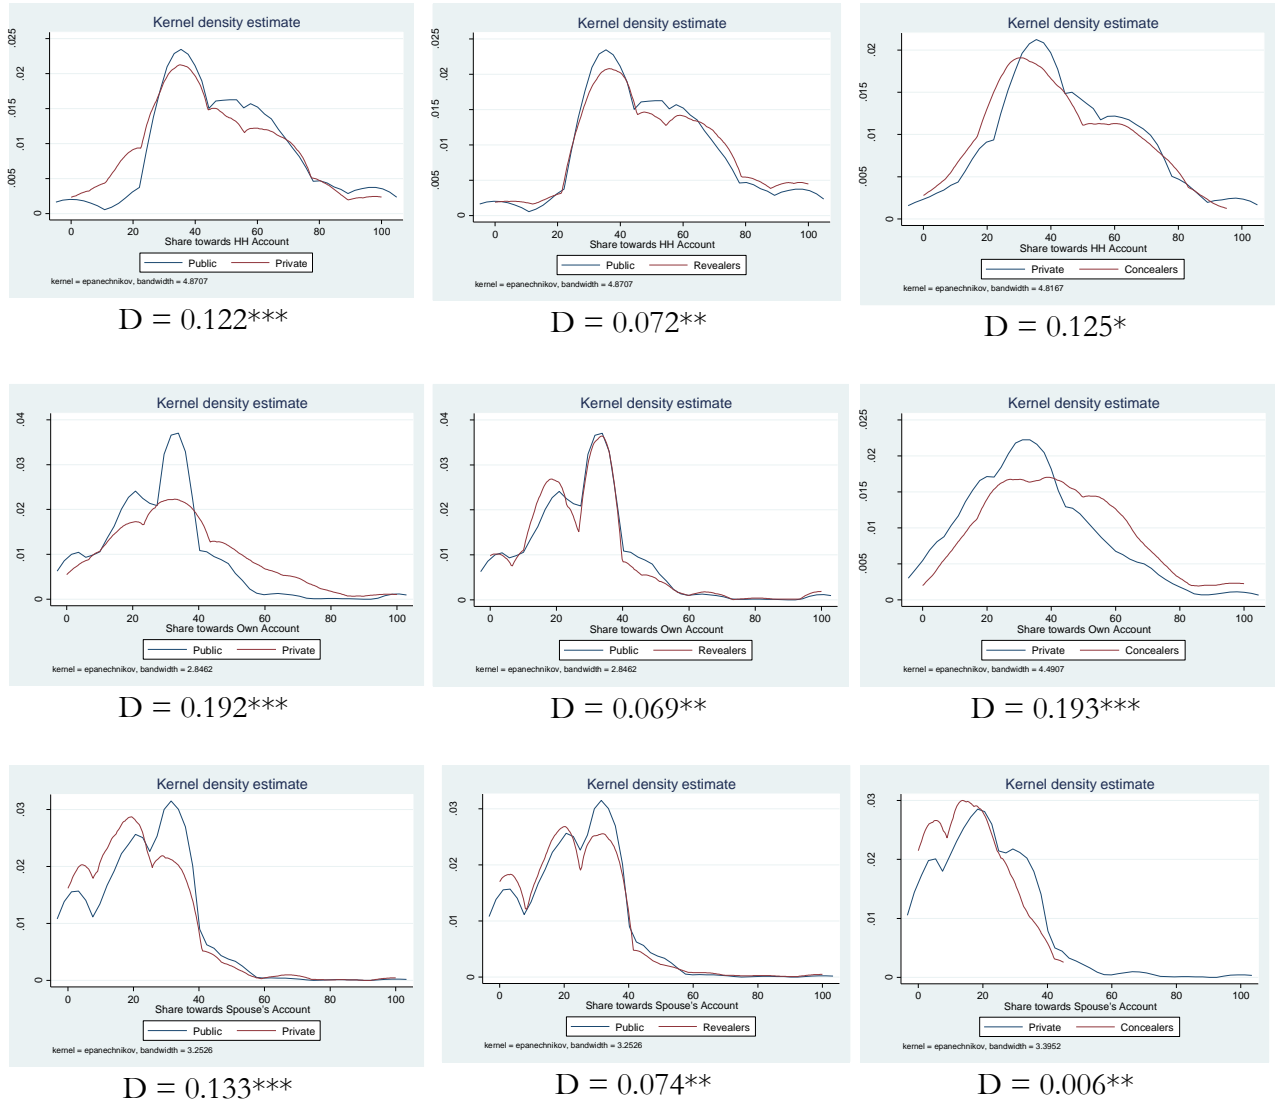 Kernel density estimate
.025
.02
.015
.01
.005
0
0 20 40 60 80 100
Share towards HH Account
Public Private
kernel = epanechnikov, bandwidth = 4.8707
D = 0.122***
Kernel density estimate
.025
.02
.015
.01
.005
0
0 20 40 60 80 100
Share towards HH Account
Public Revealers
kernel = epanechnikov, bandwidth = 4.8707
D = 0.072**
Kernel density estimate
.02
.015
.01
.005
0
0 20 40 60 80 100
Share towards HH Account
Private Concealers
kernel = epanechnikov, bandwidth = 4.8167
D = 0.125*
Kernel density estimate
.04
.03
.02
.01
0
0 20 40 60 80 100
Share towards Own Account
Public Private
kernel = epanechnikov, bandwidth = 2.8462
D = 0.192***
Kernel density estimate
.04
.03
.02
.01
0
0 20 40 60 80 100
Share towards Own Account
Public Revealers
kernel = epanechnikov, bandwidth = 2.8462
D = 0.069**
Kernel density estimate
.025
.02
.015
.01
.005
0
0 20 40 60 80 100
Share towards Own Account
Private Concealers
kernel = epanechnikov, bandwidth = 4.4907
D = 0.193***
Kernel density estimate
.03
.02
.01
0
0 20 40 60 80 100
Share towards Spouse's Account
Public Private
kernel = epanechnikov, bandwidth = 3.2526
D = 0.133***
Kernel density estimate
.03
.02
.01
0
0 20 40 60 80 100
Share towards Spouse's Account
Public Revealers
kernel = epanechnikov, bandwidth = 3.2526
D = 0.074**
Kernel density estimate
.03
.02
.01
0
0 20 40 60 80 100
Share towards Spouse's Account
Private Concealers
kernel = epanechnikov, bandwidth = 3.3952
D = 0.006**